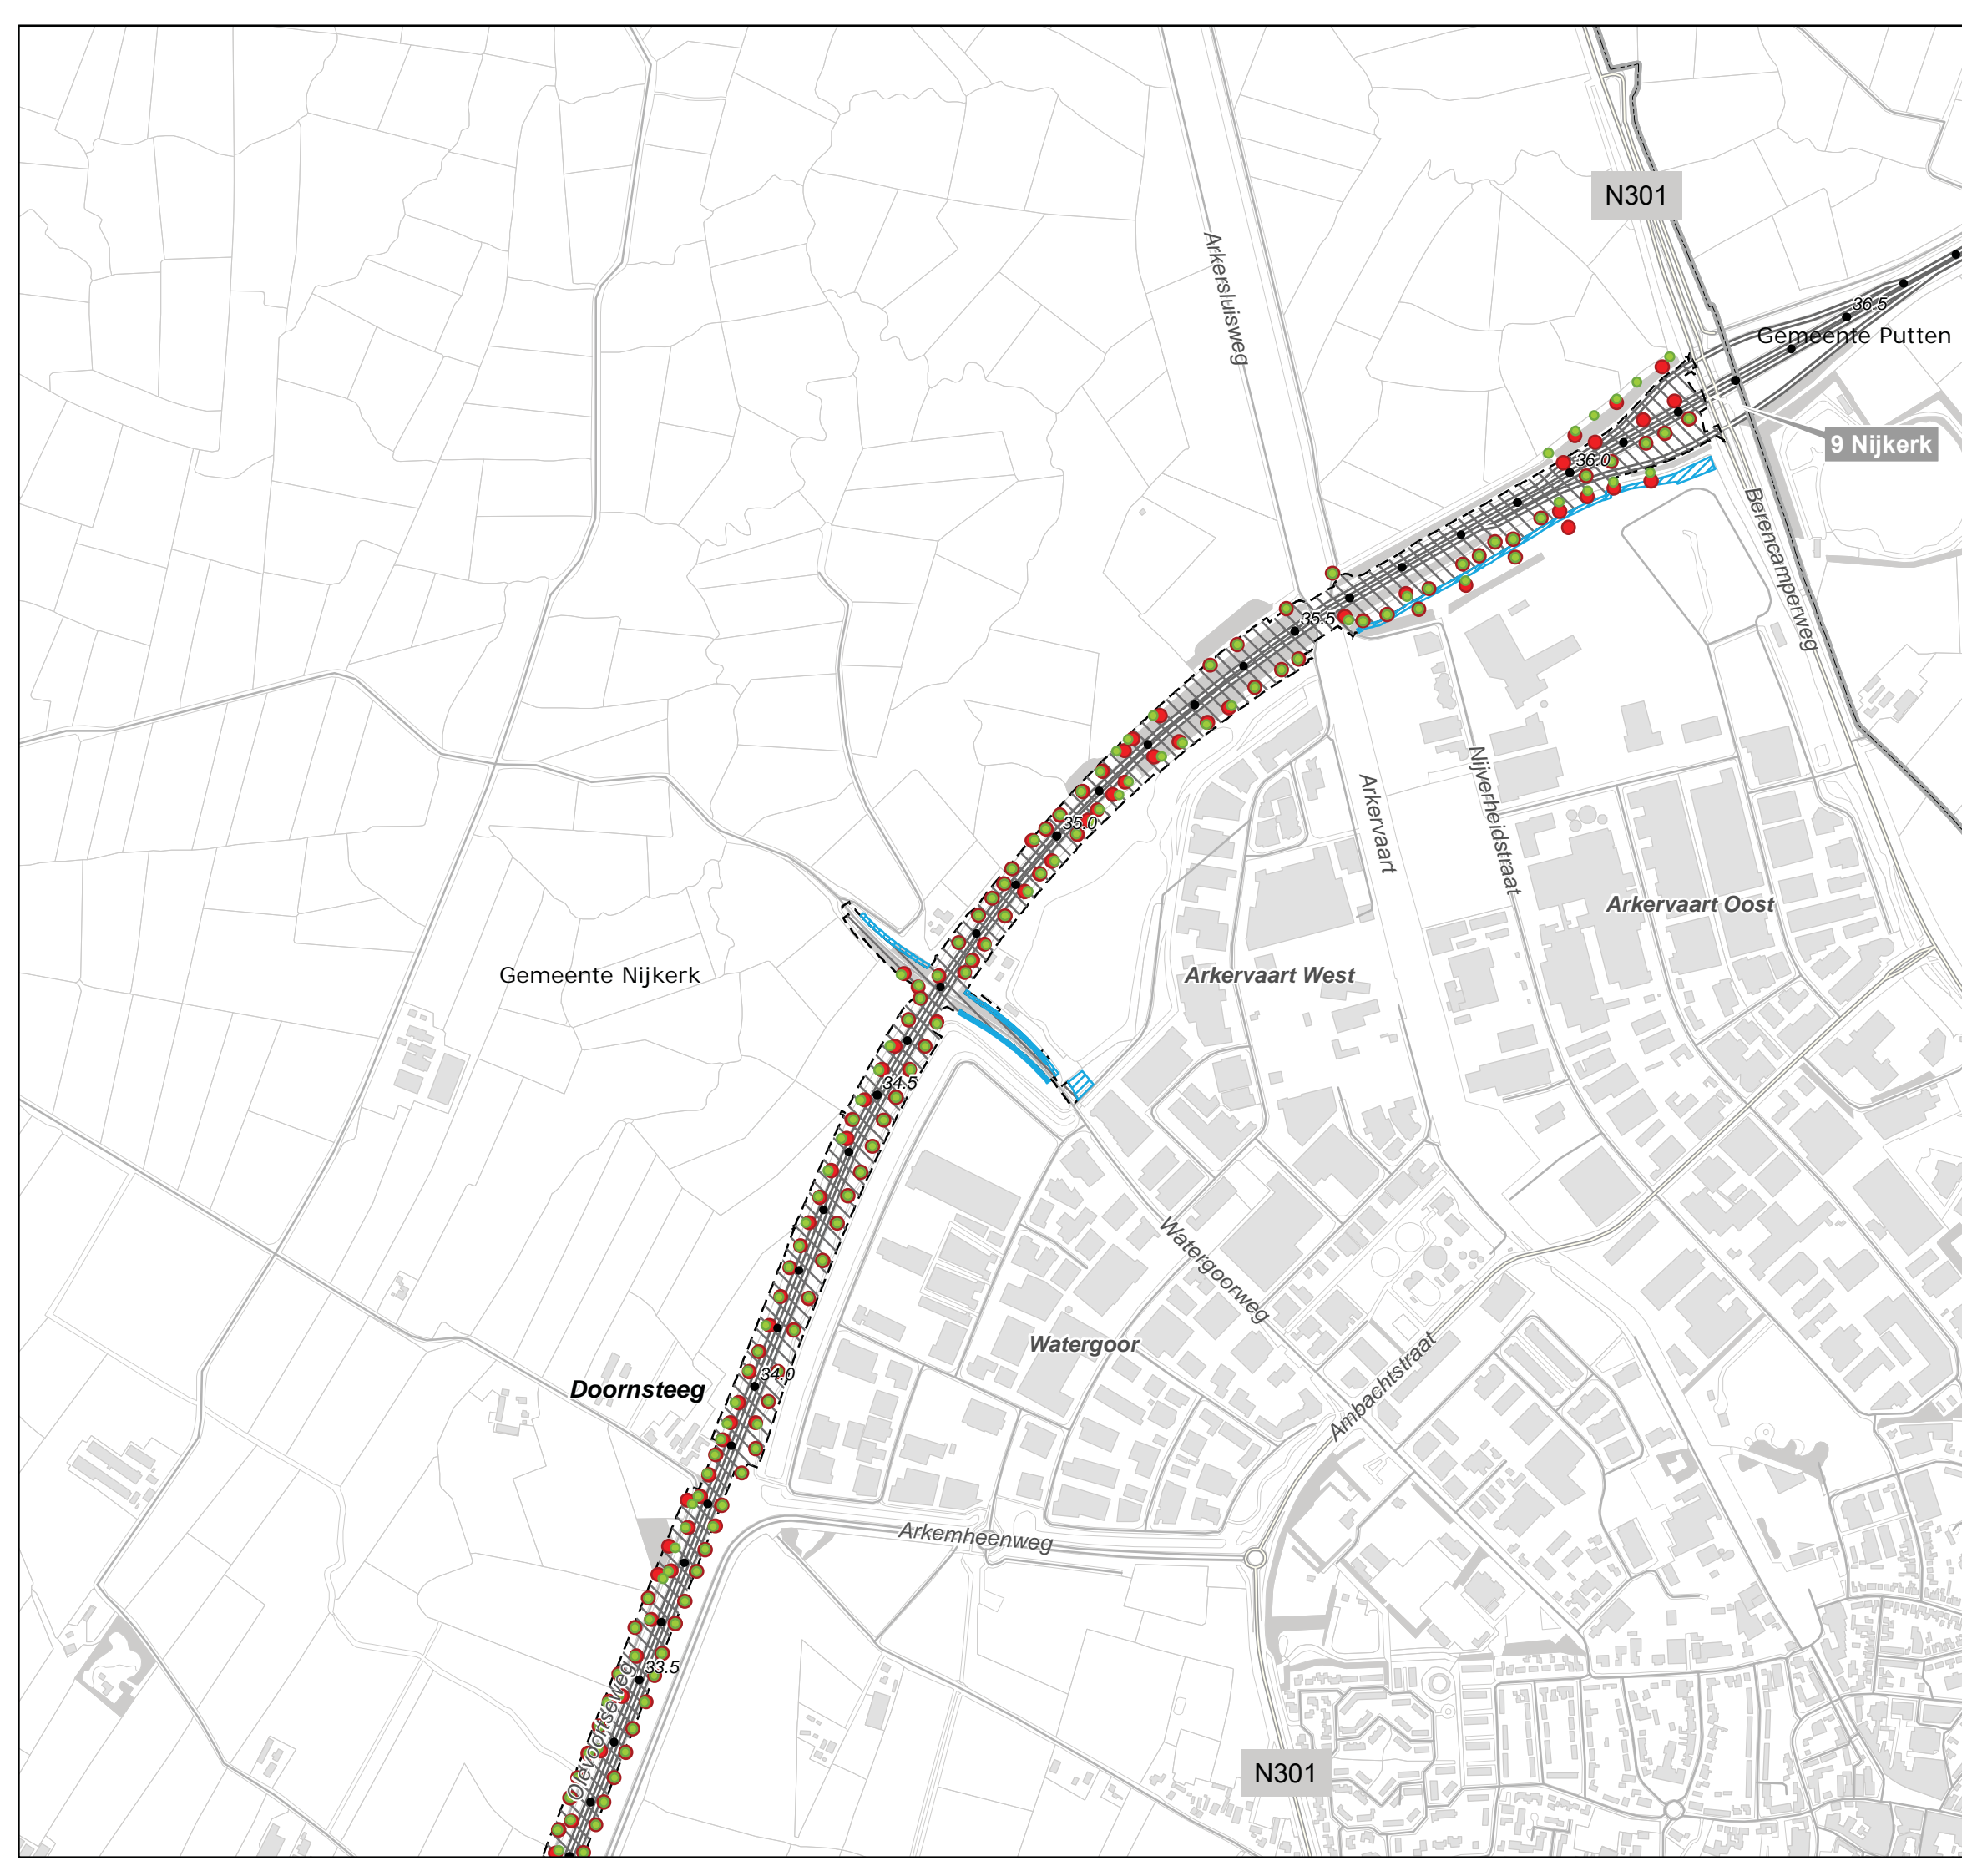 N301
Arkersluisweg
36.5
Gemeente Putten
9 Nijkerk
36.0
Berencamperweg
35.5
Nijverheidstraat
Arkervaart
35.0
Arkervaart Oost
Gemeente Nijkerk
Arkervaart West
34.5
Watergoorweg
Watergoor
34.0
Doornsteeg
Ambachtstraat
Arkemheenweg
33.5
Olevoortseweg
N301